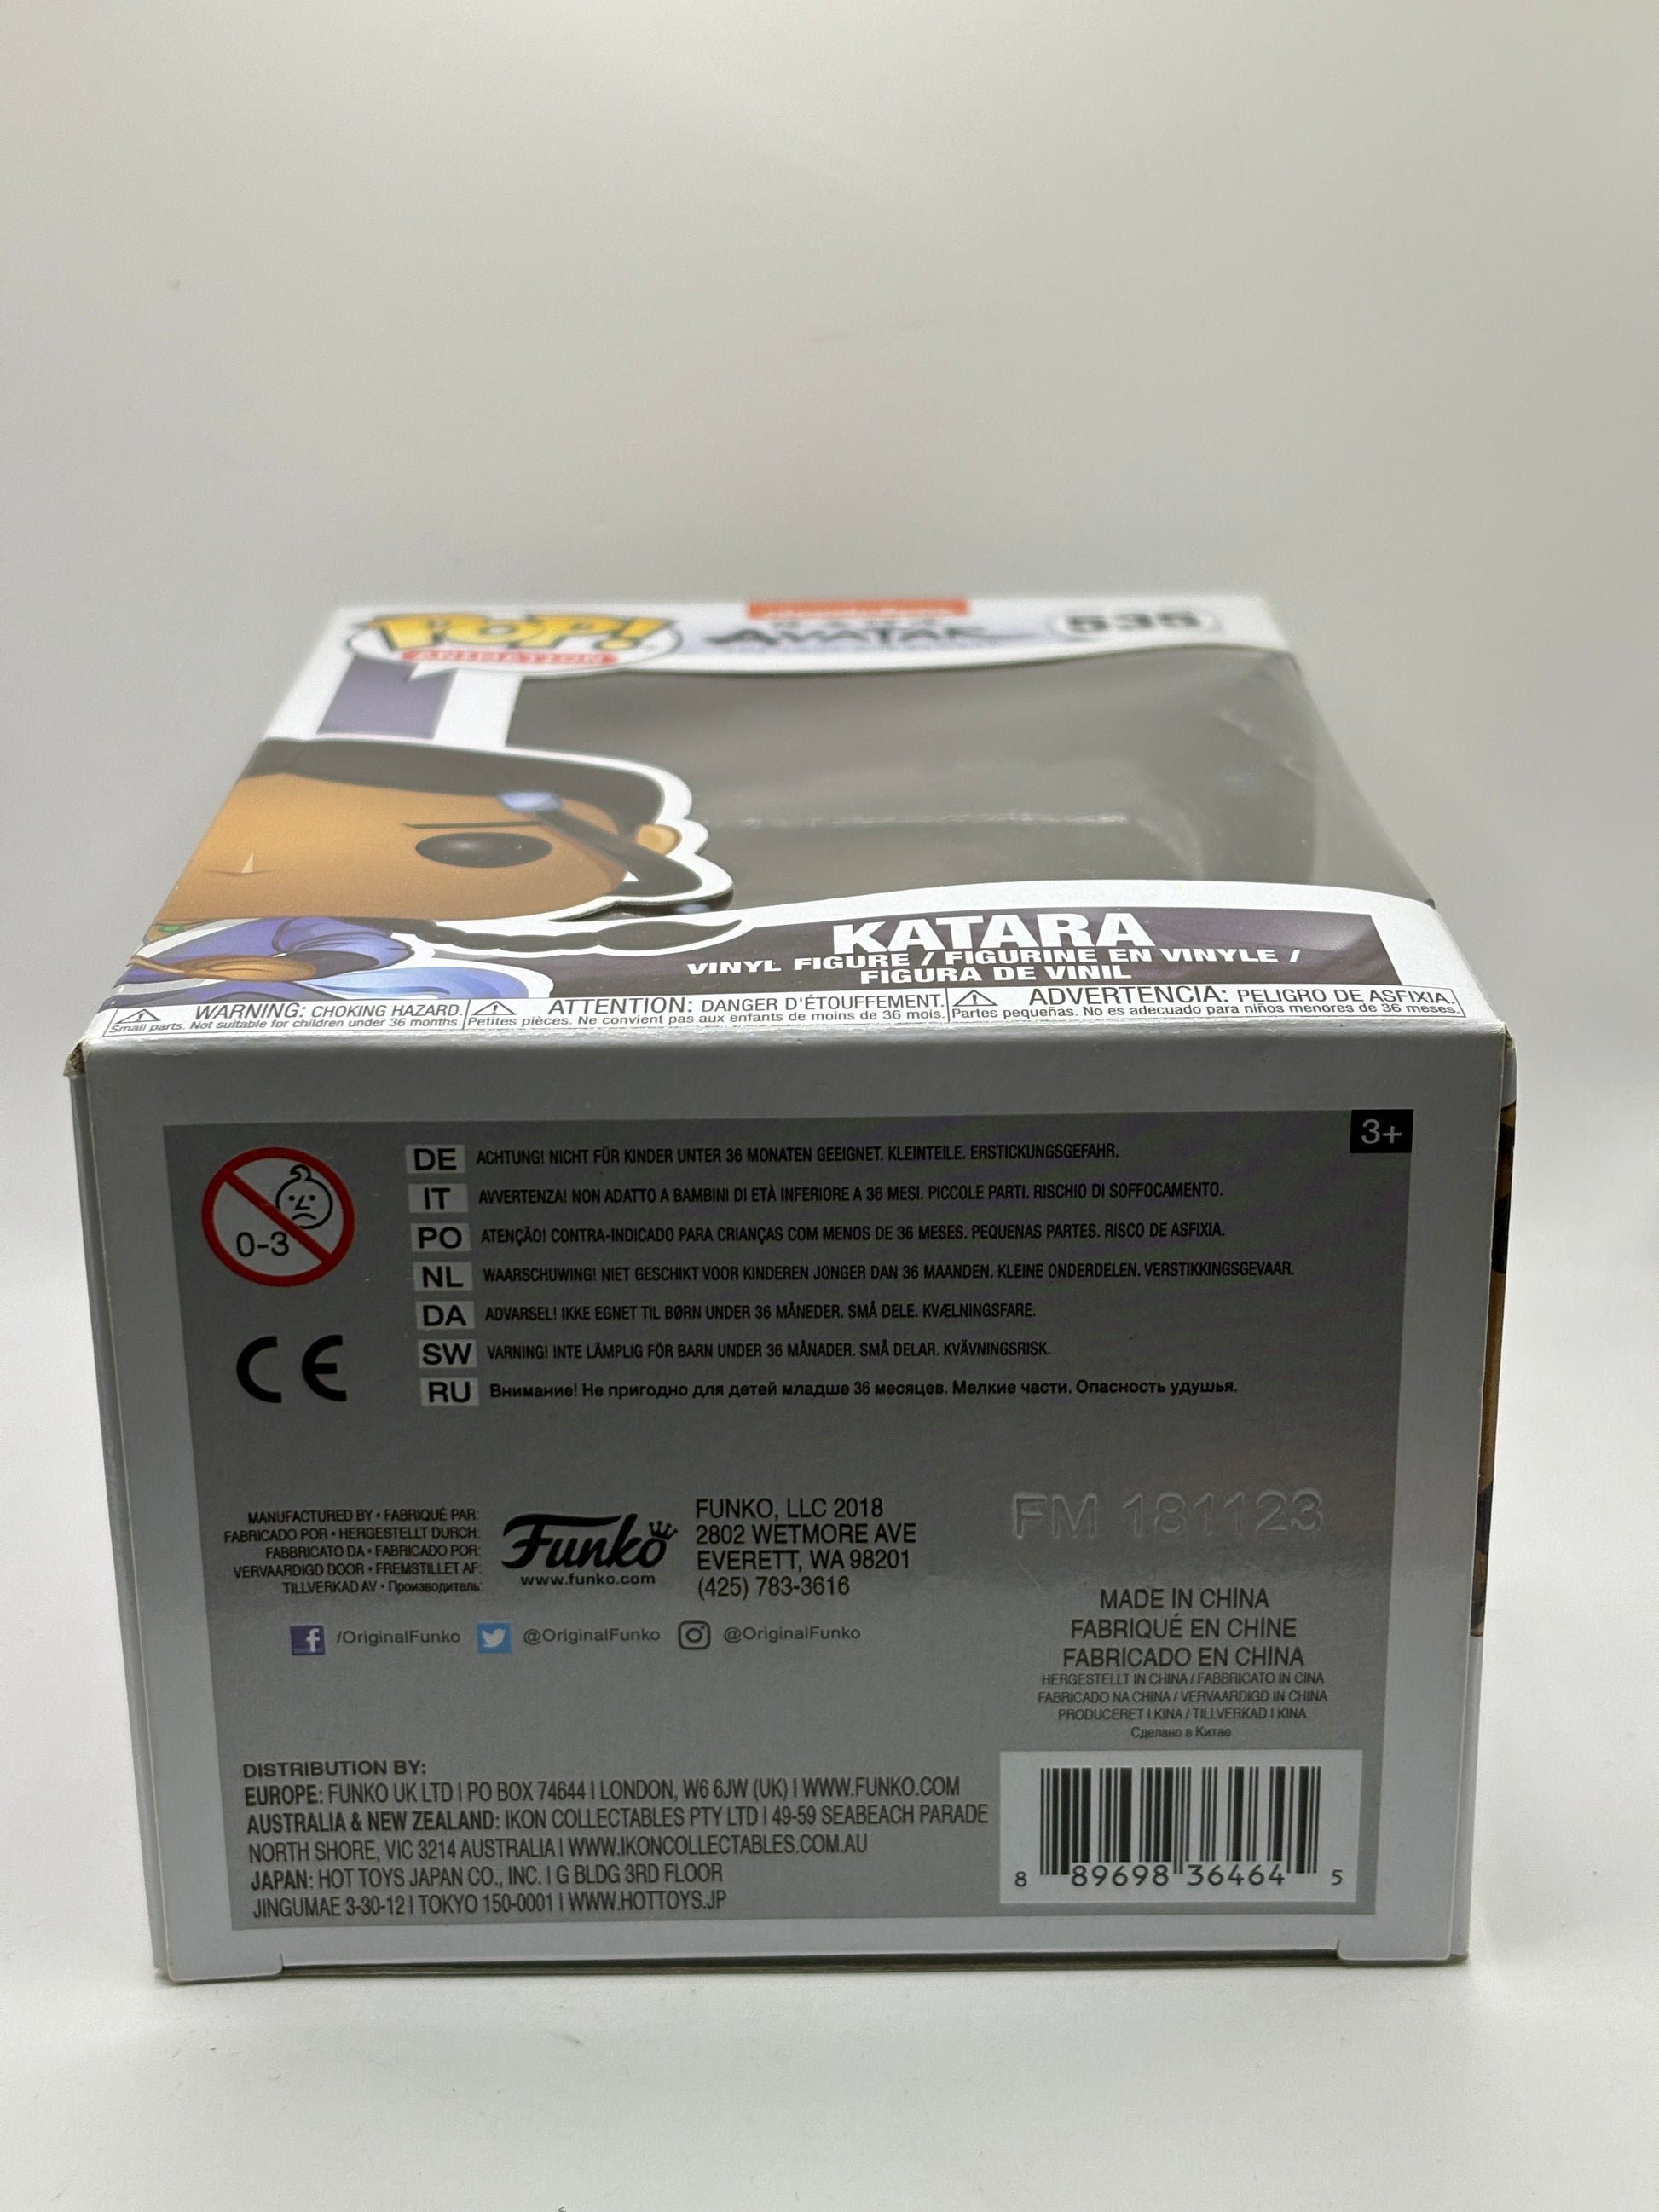 POP!
ANIMATION
AVATAR
535
KATARA
VINYL FIGURE / FIGURINE EN VINYLE /
FIGURA DE VINIL
WARNING: CHOKING HAZARD.
Small parts. Not suitable for children under 36 months.
ATTENTION: DANGER D'ÉTOUFFEMENT.
Petites pièces. Ne convient pas aux enfants de moins de 36 mois.
ADVERTENCIA: PELIGRO DE ASFIXIA.
Partes pequeñas. No es adecuado para niños menores de 36 meses.
3+
0-3
DE ACHTUNG! NICHT FÜR KINDER UNTER 36 MONATEN GEEIGNET. KLEINTEILE. ERSTICKUNGSGEFAHR.
IT AVVERTENZA! NON ADATTO A BAMBINI DI ETÀ INFERIORE A 36 MESI. PICCOLE PARTI. RISCHIO DI SOFFOCAMENTO.
PO ATENÇÃO! CONTRA-INDICADO PARA CRIANÇAS COM MENOS DE 36 MESES. PEQUENAS PARTES. RISCO DE ASFIXIA.
NL WAARSCHUWING! NIET GESCHIKT VOOR KINDEREN JONGER DAN 36 MAANDEN. KLEINE ONDERDELEN. VERSTIKKINGSGEVAAR.
DA ADVARSEL! IKKE EGNET TIL BØRN UNDER 36 MÅNEDER. SMÅ DELE. KVÆLNINGSFARE.
SW VARNING! INTE LÄMPLIG FÖR BARN UNDER 36 MÅNADER. SMÅ DELAR. KVÄVNINGSRISK.
RU Внимание! Не пригодно для детей младше 36 месяцев. Мелкие части. Опасность удушья.
CE
MANUFACTURED BY • FABRIQUÉ PAR:
FABRICADO POR • HERGESTELLT DURCH:
FABBRICATO DA • FABRICADO POR:
VERVAARDIGD DOOR • FREMSTILLET AF:
TILLVERKAD AV • Производитель:
Funko
www.funko.com
FUNKO, LLC 2018
2802 WETMORE AVE
EVERETT, WA 98201
(425) 783-3616
FM 181123
/OriginalFunko @OriginalFunko @OriginalFunko
MADE IN CHINA
FABRIQUÉ EN CHINE
FABRICADO EN CHINA
HERGESTELLT IN CHINA / FABBRICATO IN CINA
FABRICADO NA CHINA / VERVAARDIGD IN CHINA
PRODUCERET I KINA / TILLVERKAD I KINA
Сделано в Китае
DISTRIBUTION BY:
EUROPE: FUNKO UK LTD | PO BOX 74644 | LONDON, W6 6JW (UK) | WWW.FUNKO.COM
AUSTRALIA & NEW ZEALAND: IKON COLLECTABLES PTY LTD | 49-59 SEABEACH PARADE
NORTH SHORE, VIC 3214 AUSTRALIA | WWW.IKONCOLLECTABLES.COM.AU
JAPAN: HOT TOYS JAPAN CO., INC. | G BLDG 3RD FLOOR
JINGUMAE 3-30-12 | TOKYO 150-0001 | WWW.HOTTOYS.JP
8 89698 36464 5